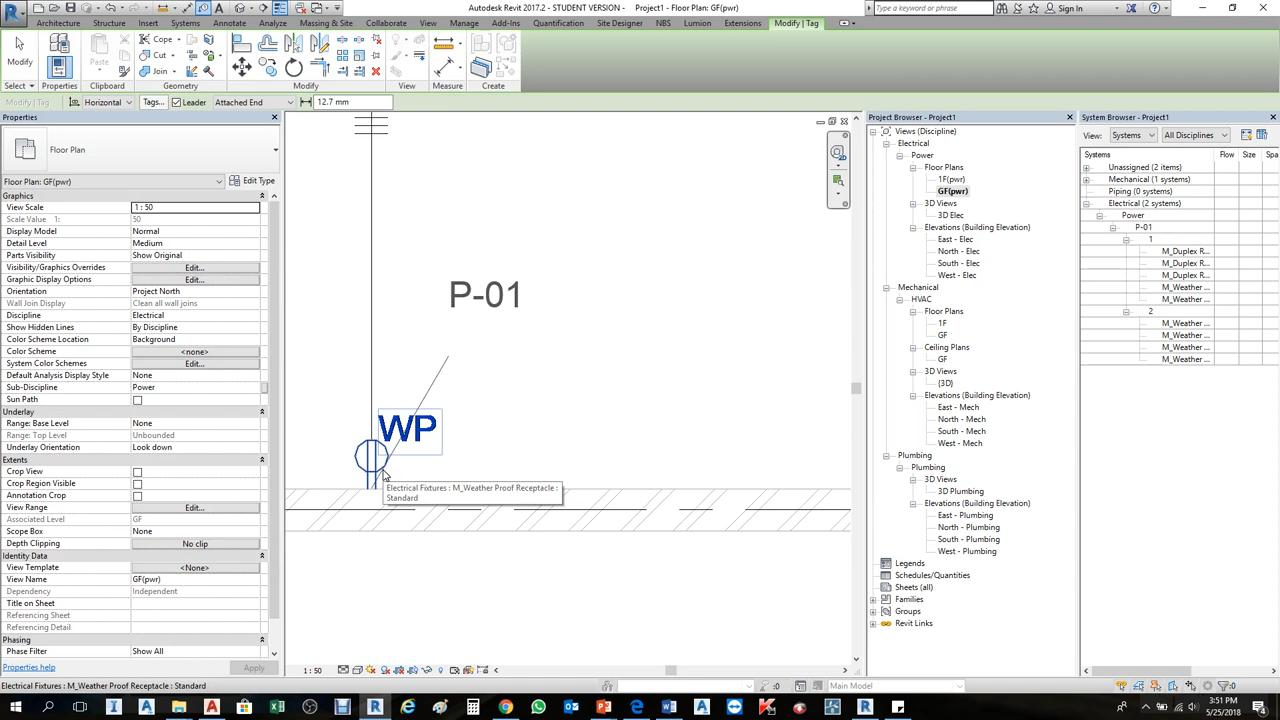 Autodesk Revit 2017.2 - STUDENT VERSION - Project1 - Floor Plan: GF(pwr)
Type a keyword or phrase
Sign In
Architecture Structure Insert Systems Annotate Analyze Massing & Site Collaborate View Manage Add-Ins Quantification Site Designer NBS Lumion Extensions Modify | Tag
Modify
Paste
Cope
Cut
Join
Select Properties Clipboard Geometry Modify View Measure Create
Modify | Tag Horizontal Tags... Leader Attached End 12.7 mm
Properties
Floor Plan
Floor Plan: GF(pwr) Edit Type
Graphics
View Scale 1 : 50
Scale Value 1: 50
Display Model Normal
Detail Level Medium
Parts Visibility Show Original
Visibility/Graphics Overrides Edit...
Graphic Display Options Edit...
Orientation Project North
Wall Join Display Clean all wall joins
Discipline Electrical
Show Hidden Lines By Discipline
Color Scheme Location Background
Color Scheme <none>
System Color Schemes Edit...
Default Analysis Display Style None
Sub-Discipline Power
Sun Path
Underlay
Range: Base Level None
Range: Top Level Unbounded
Underlay Orientation Look down
Extents
Crop View
Crop Region Visible
Annotation Crop
View Range Edit...
Associated Level GF
Scope Box None
Depth Clipping No clip
Identity Data
View Template <None>
View Name GF(pwr)
Dependency Independent
Title on Sheet
Referencing Sheet
Referencing Detail
Phasing
Phase Filter Show All
Properties help Apply
P-01
WP
Electrical Fixtures : M_Weather Proof Receptacle :
Standard
1 : 50
Project Browser - Project1
Views (Discipline)
Electrical
Power
Floor Plans
1F(pwr)
GF(pwr)
3D Views
3D Elec
Elevations (Building Elevation)
East - Elec
North - Elec
South - Elec
West - Elec
Mechanical
HVAC
Floor Plans
1F
GF
Ceiling Plans
GF
3D Views
{3D}
Elevations (Building Elevation)
East - Mech
North - Mech
South - Mech
West - Mech
Plumbing
Plumbing
3D Views
3D Plumbing
Elevations (Building Elevation)
East - Plumbing
North - Plumbing
South - Plumbing
West - Plumbing
Legends
Schedules/Quantities
Sheets (all)
Families
Groups
Revit Links
System Browser - Project1
View: Systems All Disciplines
Systems Flow Size Spa
Unassigned (2 items)
Mechanical (1 systems)
Piping (0 systems)
Electrical (2 systems)
Power
P-01
1
M_Duplex R...
M_Duplex R...
M_Duplex R...
M_Weather ...
M_Weather ...
2
M_Weather ...
M_Weather ...
M_Weather ...
M_Weather ...
Electrical Fixtures : M_Weather Proof Receptacle : Standard
:0
Main Model
:0
3:51 PM
5/25/2018